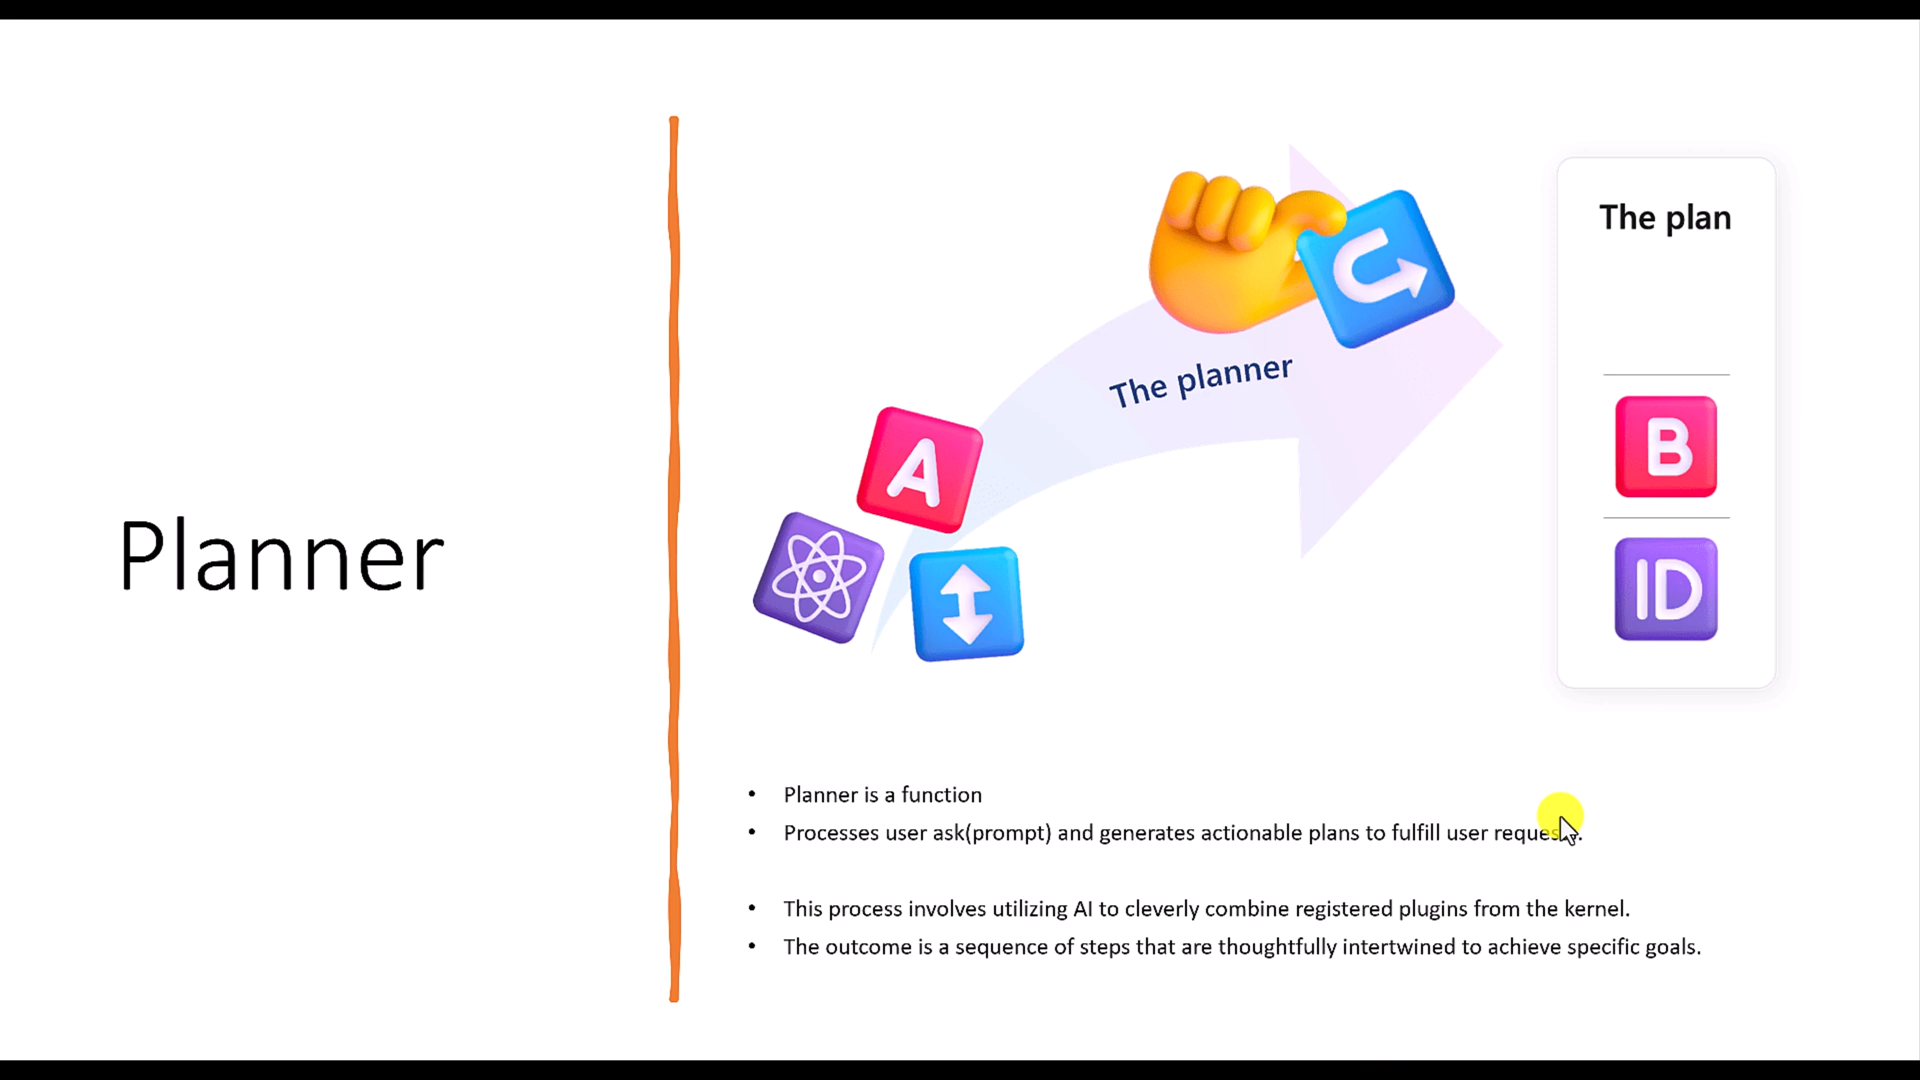 Planner
The planner
The plan
A
B
ID
• Planner is a function
• Processes user ask(prompt) and generates actionable plans to fulfill user
• This process involves utilizing AI to cleverly combine registered plugins from the kernel.
• The outcome is a sequence of steps that are thoughtfully intertwined to achieve specific goals.